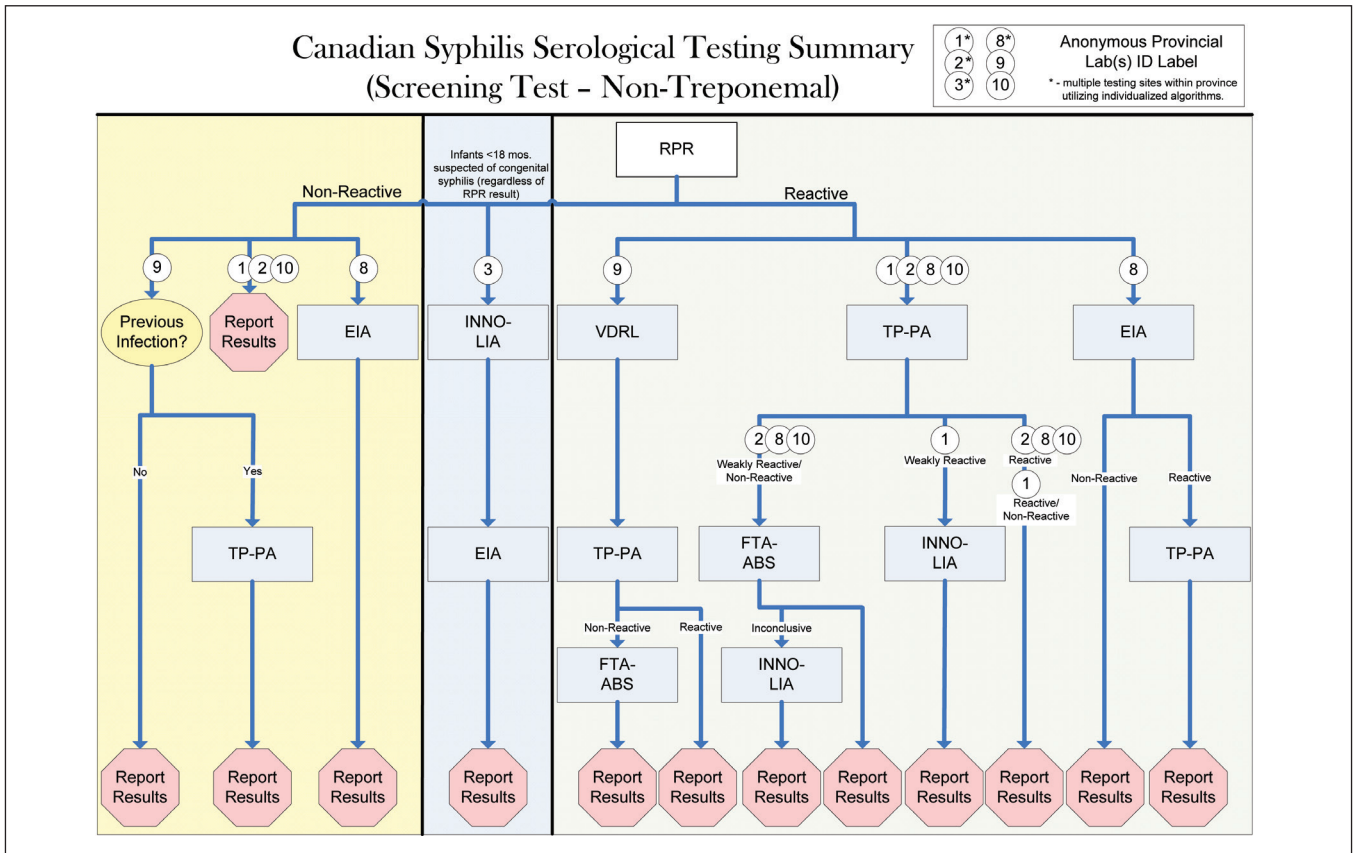 Canadian Syphilis Serological Testing Summary
(Screening Test – Non-Treponemal)
1* 8*
2* 9
3* 10
Anonymous Provincial
Lab(s) ID Label
* - multiple testing sites within province
utilizing individualized algorithms.
RPR
Infants <18 mos.
suspected of congenital
syphilis (regardless of
RPR result)
Non-Reactive
Reactive
9
1 2 10
8
3
9
1 2 8 10
8
Previous
Infection?
Report
Results
EIA
INNO-
LIA
VDRL
TP-PA
EIA
No
Yes
2 8 10
Weakly Reactive/
Non-Reactive
1
Weakly Reactive
2 8 10
Reactive
1
Reactive/
Non-Reactive
Non-Reactive
Reactive
TP-PA
EIA
TP-PA
FTA-
ABS
INNO-
LIA
TP-PA
Non-Reactive
Reactive
Inconclusive
FTA-
ABS
INNO-
LIA
Report
Results
Report
Results
Report
Results
Report
Results
Report
Results
Report
Results
Report
Results
Report
Results
Report
Results
Report
Results
Report
Results
Report
Results